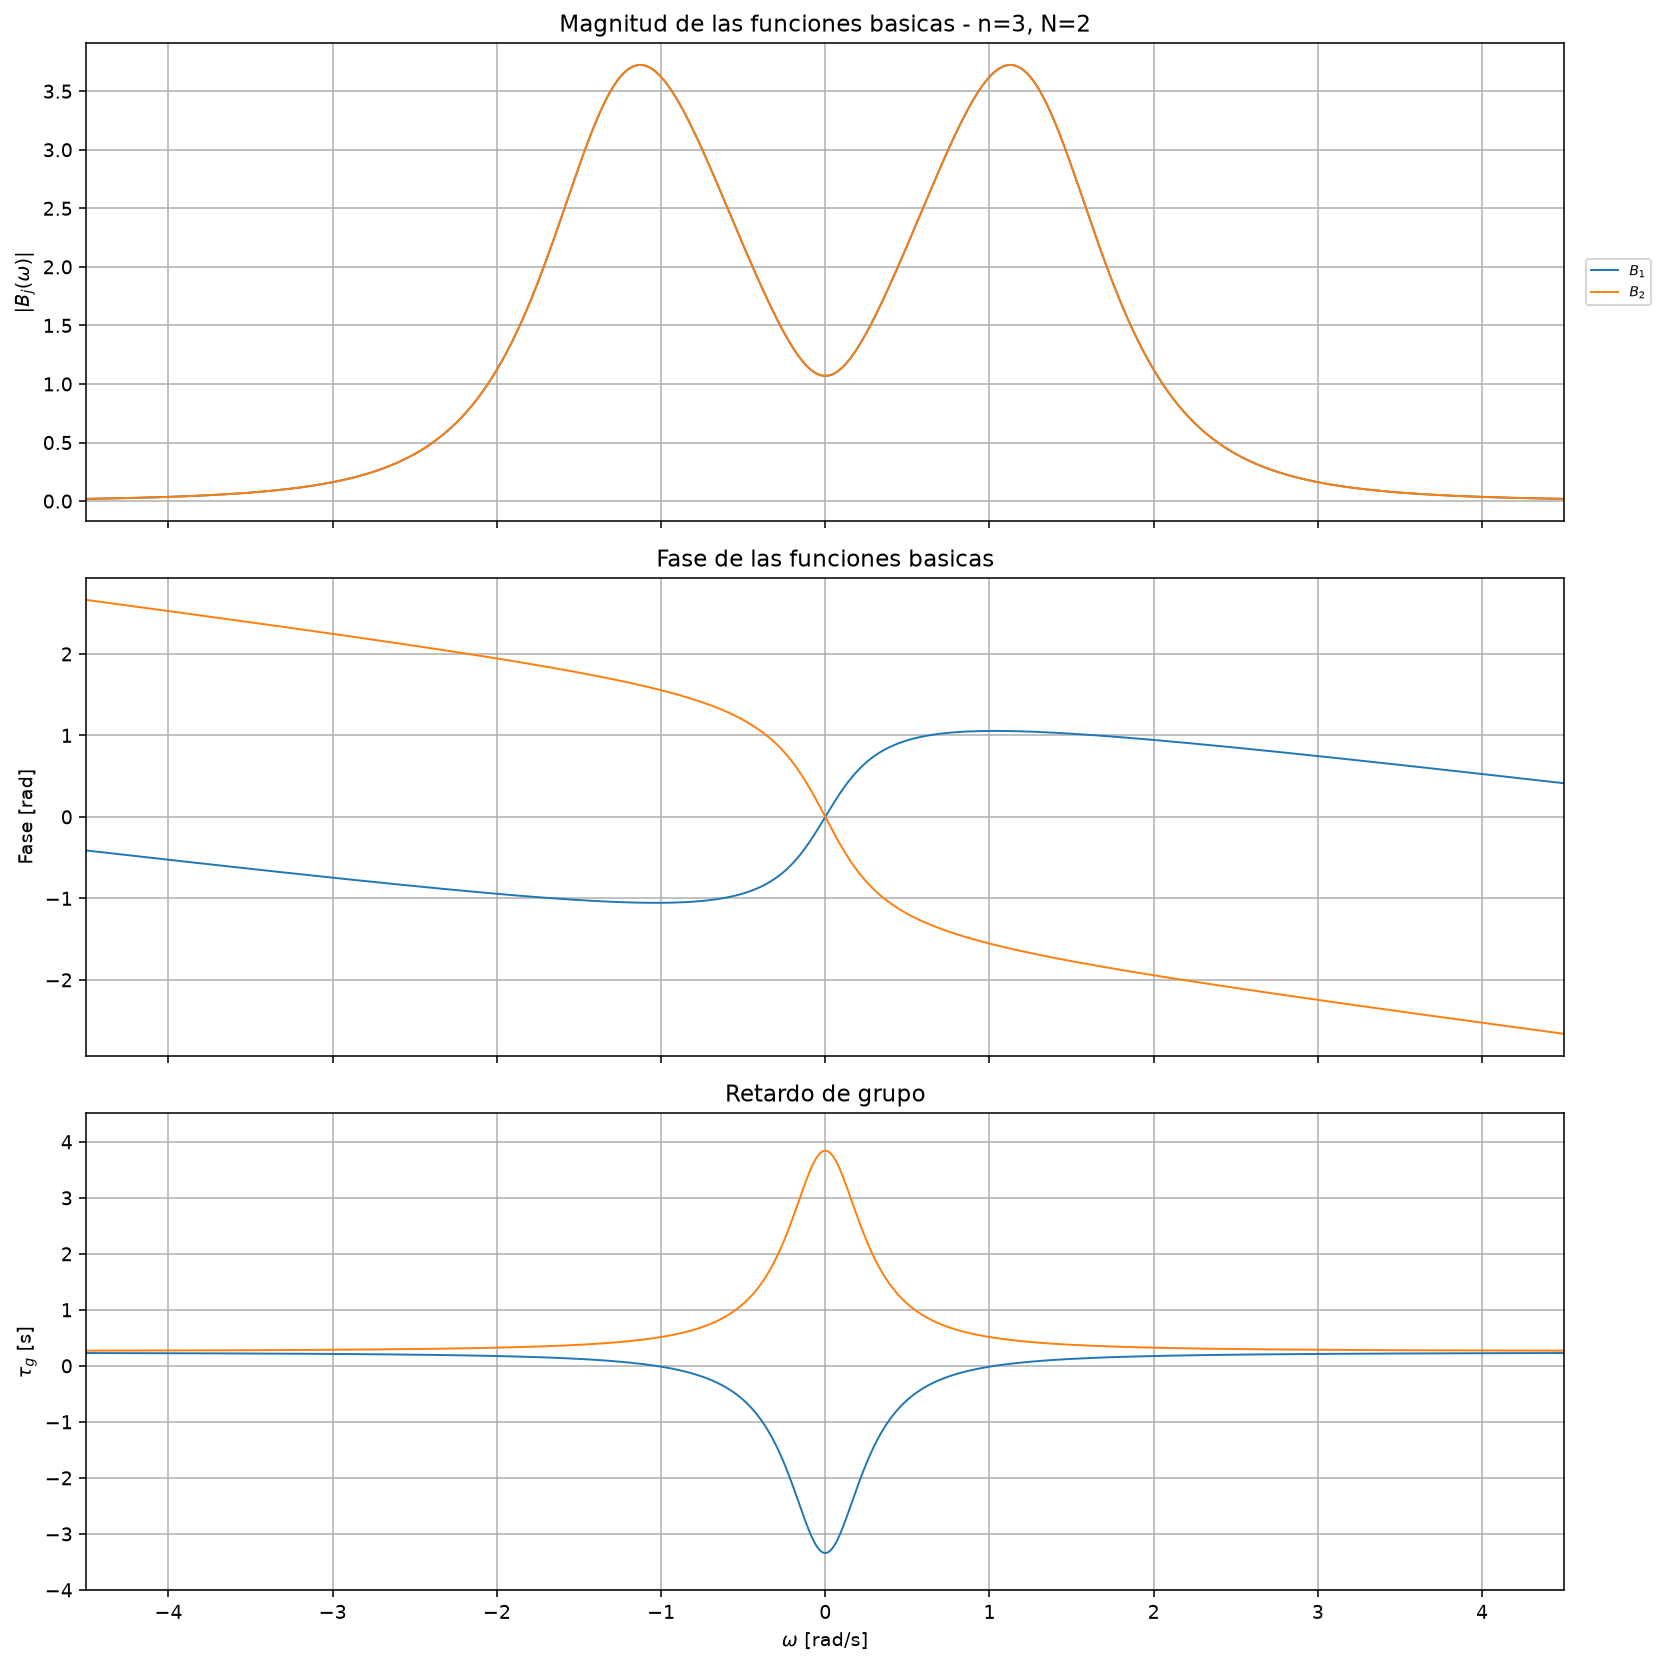 Magnitud de las funciones basicas - n=3, N=2
|Bⱼ(ω)|
3.5
3.0
2.5
2.0
1.5
1.0
0.5
0.0
B₁
B₂
Fase de las funciones basicas
Fase [rad]
2
1
0
−1
−2
Retardo de grupo
τ_g [s]
4
3
2
1
0
−1
−2
−3
−4
−4 −3 −2 −1 0 1 2 3 4
ω [rad/s]